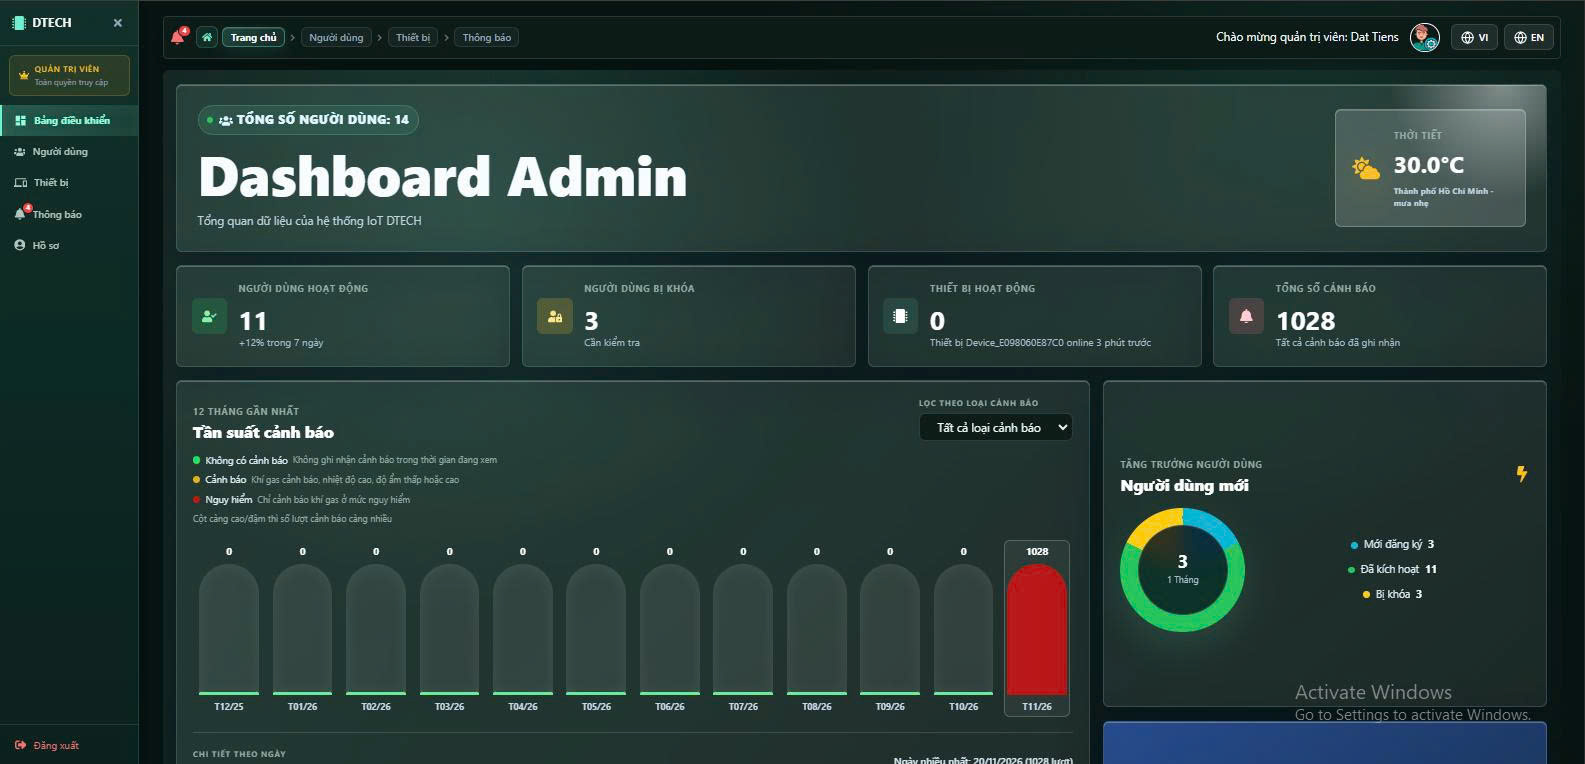 DTECH
QUẢN TRỊ VIÊN
Toàn quyền truy cập
Bảng điều khiển
Người dùng
Thiết bị
4
Thông báo
Hồ sơ
Đăng xuất
4
Trang chủ
Người dùng
Thiết bị
Thông báo
Chào mừng quản trị viên: Dat Tiens
VI
EN
TỔNG SỐ NGƯỜI DÙNG: 14
Dashboard Admin
Tổng quan dữ liệu của hệ thống IoT DTECH
THỜI TIẾT
30.0°C
Thành phố Hồ Chí Minh -
mưa nhẹ
NGƯỜI DÙNG HOẠT ĐỘNG
11
+12% trong 7 ngày
NGƯỜI DÙNG BỊ KHÓA
3
Cần kiểm tra
THIẾT BỊ HOẠT ĐỘNG
0
Thiết bị Device_E098060E87C0 online 3 phút trước
TỔNG SỐ CẢNH BÁO
1028
Tất cả cảnh báo đã ghi nhận
12 THÁNG GẦN NHẤT
Tần suất cảnh báo
LỌC THEO LOẠI CẢNH BÁO
Tất cả loại cảnh báo
Không có cảnh báo Không ghi nhận cảnh báo trong thời gian đang xem
Cảnh báo Khí gas cảnh báo, nhiệt độ cao, độ ẩm thấp hoặc cao
Nguy hiểm Chỉ cảnh báo khí gas ở mức nguy hiểm
Cột càng cao/đậm thì số lượt cảnh báo càng nhiều
0 0 0 0 0 0 0 0 0 0 0 1028
T12/25 T01/26 T02/26 T03/26 T04/26 T05/26 T06/26 T07/26 T08/26 T09/26 T10/26 T11/26
CHI TIẾT THEO NGÀY
Ngày nhiều nhất: 20/11/2026 (1028 lượt)
TĂNG TRƯỞNG NGƯỜI DÙNG
Người dùng mới
3
1 Tháng
Mới đăng ký 3
Đã kích hoạt 11
Bị khóa 3
Activate Windows
Go to Settings to activate Windows.